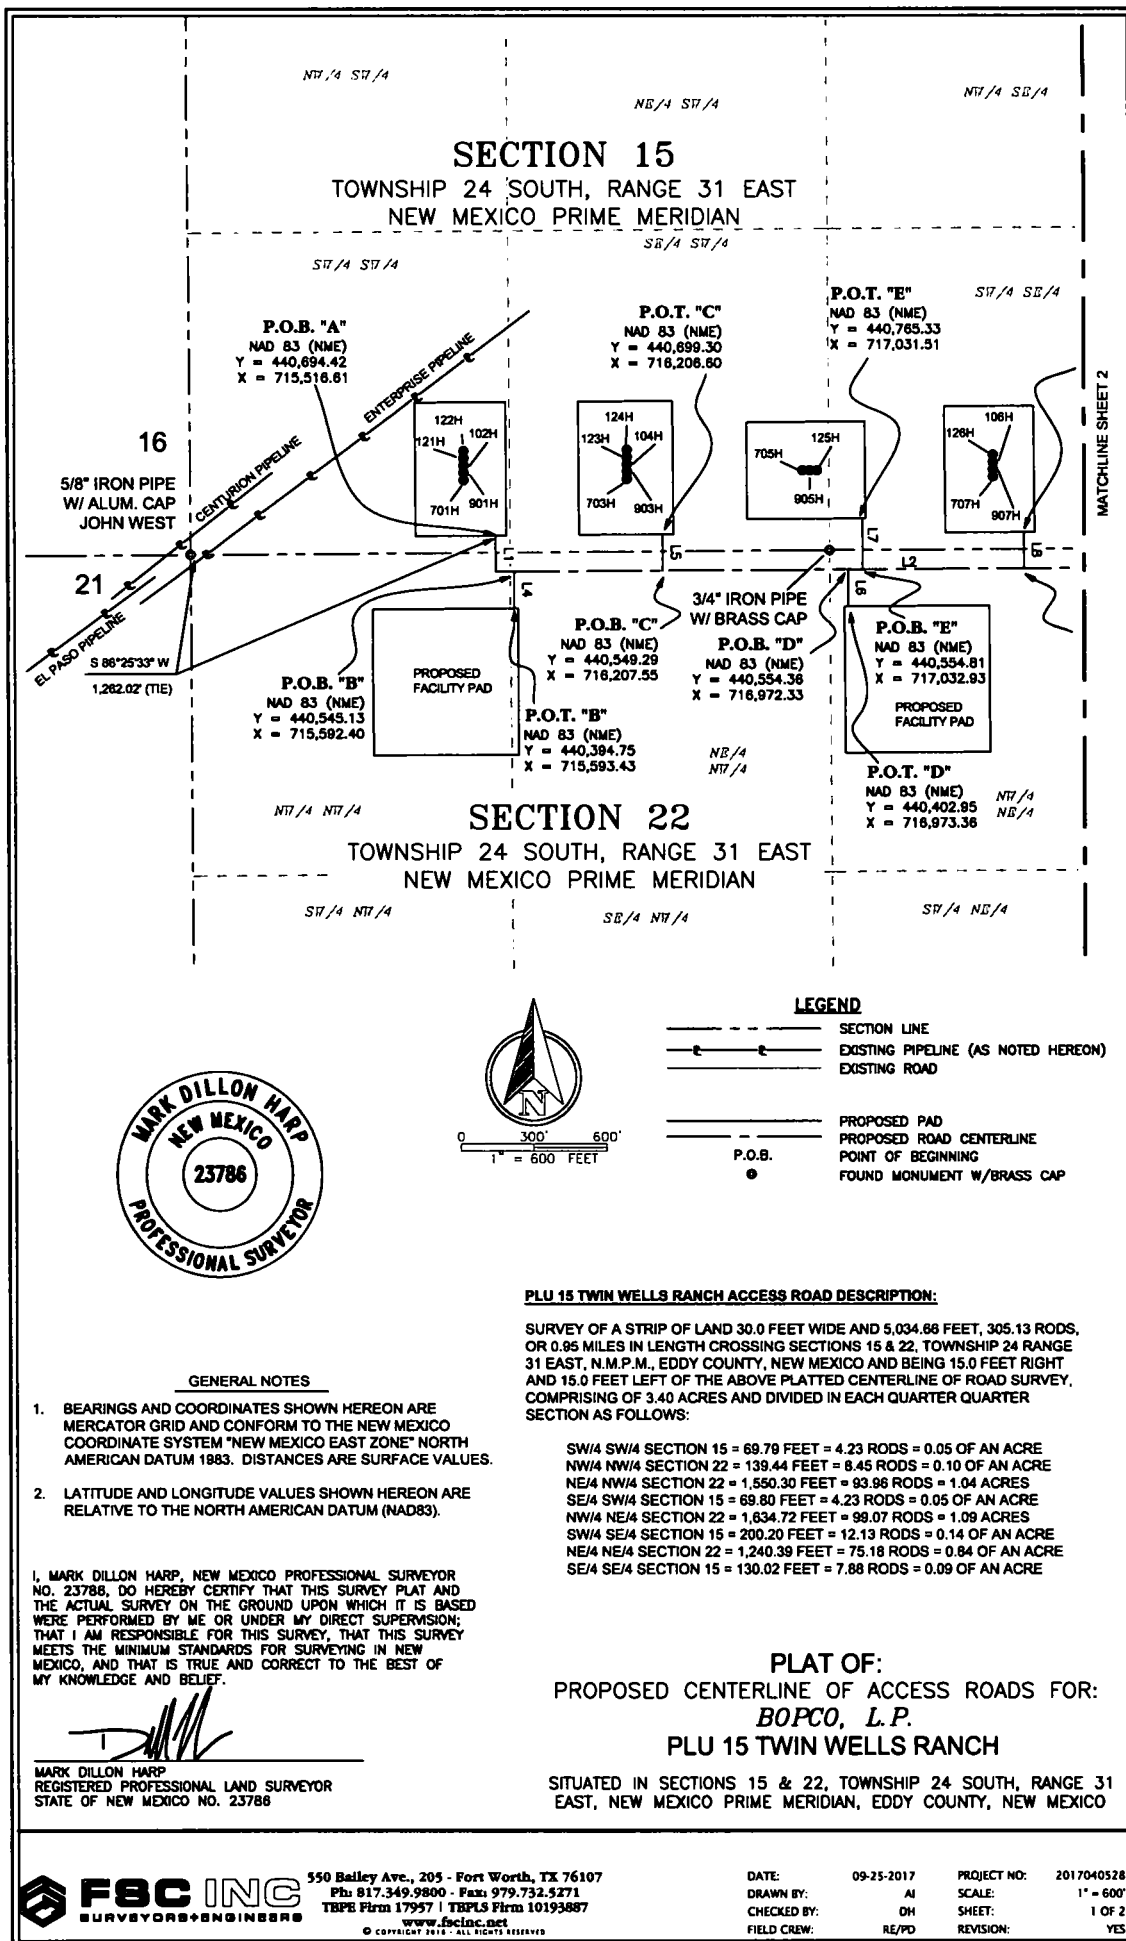 NW/4 SW/4
NE/4 SW/4
NW/4 SE/4
SECTION 15
TOWNSHIP 24 SOUTH, RANGE 31 EAST
NEW MEXICO PRIME MERIDIAN
SE/4 SW/4
SW/4 SW/4
SW/4 SE/4
P.O.B. "A"
NAD 83 (NME)
Y = 440,694.42
X = 715,516.61
P.O.T. "C"
NAD 83 (NME)
Y = 440,699.30
X = 716,206.60
P.O.T. "E"
NAD 83 (NME)
Y = 440,765.33
X = 717,031.51
MATCHLINE SHEET 2
ENTERPRISE PIPELINE
CENTURION PIPELINE
EL PASO PIPELINE
16
5/8" IRON PIPE
W/ ALUM. CAP
JOHN WEST
21
S 86°25'33" W
1,262.02' (TIE)
122H
121H
102H
701H
901H
124H
123H
104H
703H
903H
705H
125H
905H
106H
126H
707H
907H
L4
L5
L7
L2
L6
L8
3/4" IRON PIPE
W/ BRASS CAP
P.O.B. "B"
NAD 83 (NME)
Y = 440,545.13
X = 715,592.40
PROPOSED
FACILITY PAD
P.O.B. "C"
NAD 83 (NME)
Y = 440,549.29
X = 716,207.55
P.O.B. "D"
NAD 83 (NME)
Y = 440,554.36
X = 716,972.33
P.O.B. "E"
NAD 83 (NME)
Y = 440,554.81
X = 717,032.93
PROPOSED
FACILITY PAD
P.O.T. "B"
NAD 83 (NME)
Y = 440,394.75
X = 715,593.43
NE/4
NW/4
P.O.T. "D"
NAD 83 (NME)
Y = 440,402.95
X = 716,973.36
NW/4
NE/4
NW/4 NW/4
SECTION 22
TOWNSHIP 24 SOUTH, RANGE 31 EAST
NEW MEXICO PRIME MERIDIAN
SW/4 NW/4
SE/4 NW/4
SW/4 NE/4
LEGEND
SECTION LINE
EXISTING PIPELINE (AS NOTED HEREON)
EXISTING ROAD
PROPOSED PAD
PROPOSED ROAD CENTERLINE
P.O.B. POINT OF BEGINNING
FOUND MONUMENT W/BRASS CAP
N
0 300' 600'
1" = 600 FEET
MARK DILLON HARP
NEW MEXICO
23786
PROFESSIONAL SURVEYOR
PLU 15 TWIN WELLS RANCH ACCESS ROAD DESCRIPTION:
SURVEY OF A STRIP OF LAND 30.0 FEET WIDE AND 5,034.66 FEET, 305.13 RODS,
OR 0.95 MILES IN LENGTH CROSSING SECTIONS 15 & 22, TOWNSHIP 24 RANGE
31 EAST, N.M.P.M., EDDY COUNTY, NEW MEXICO AND BEING 15.0 FEET RIGHT
AND 15.0 FEET LEFT OF THE ABOVE PLATTED CENTERLINE OF ROAD SURVEY,
COMPRISING OF 3.40 ACRES AND DIVIDED IN EACH QUARTER QUARTER
SECTION AS FOLLOWS:
SW/4 SW/4 SECTION 15 = 69.79 FEET = 4.23 RODS = 0.05 OF AN ACRE
NW/4 NW/4 SECTION 22 = 139.44 FEET = 8.45 RODS = 0.10 OF AN ACRE
NE/4 NW/4 SECTION 22 = 1,550.30 FEET = 93.96 RODS = 1.04 ACRES
SE/4 SW/4 SECTION 15 = 69.80 FEET = 4.23 RODS = 0.05 OF AN ACRE
NW/4 NE/4 SECTION 22 = 1,634.72 FEET = 99.07 RODS = 1.09 ACRES
SW/4 SE/4 SECTION 15 = 200.20 FEET = 12.13 RODS = 0.14 OF AN ACRE
NE/4 NE/4 SECTION 22 = 1,240.39 FEET = 75.18 RODS = 0.84 OF AN ACRE
SE/4 SE/4 SECTION 15 = 130.02 FEET = 7.88 RODS = 0.09 OF AN ACRE
GENERAL NOTES
1. BEARINGS AND COORDINATES SHOWN HEREON ARE
MERCATOR GRID AND CONFORM TO THE NEW MEXICO
COORDINATE SYSTEM "NEW MEXICO EAST ZONE" NORTH
AMERICAN DATUM 1983. DISTANCES ARE SURFACE VALUES.
2. LATITUDE AND LONGITUDE VALUES SHOWN HEREON ARE
RELATIVE TO THE NORTH AMERICAN DATUM (NAD83).
I, MARK DILLON HARP, NEW MEXICO PROFESSIONAL SURVEYOR
NO. 23786, DO HEREBY CERTIFY THAT THIS SURVEY PLAT AND
THE ACTUAL SURVEY ON THE GROUND UPON WHICH IT IS BASED
WERE PERFORMED BY ME OR UNDER MY DIRECT SUPERVISION;
THAT I AM RESPONSIBLE FOR THIS SURVEY, THAT THIS SURVEY
MEETS THE MINIMUM STANDARDS FOR SURVEYING IN NEW
MEXICO, AND THAT IS TRUE AND CORRECT TO THE BEST OF
MY KNOWLEDGE AND BELIEF.
MARK DILLON HARP
REGISTERED PROFESSIONAL LAND SURVEYOR
STATE OF NEW MEXICO NO. 23786
PLAT OF:
PROPOSED CENTERLINE OF ACCESS ROADS FOR:
BOPCO, L.P.
PLU 15 TWIN WELLS RANCH
SITUATED IN SECTIONS 15 & 22, TOWNSHIP 24 SOUTH, RANGE 31
EAST, NEW MEXICO PRIME MERIDIAN, EDDY COUNTY, NEW MEXICO
FSC INC
SURVEYORS+ENGINEERS
550 Bailey Ave., 205 - Fort Worth, TX 76107
Ph: 817.349.9800 - Fax: 979.732.5271
TBPE Firm 17957 | TBPLS Firm 10193887
www.fscinc.net
© COPYRIGHT 2016 - ALL RIGHTS RESERVED
DATE: 09-25-2017
DRAWN BY: AI
CHECKED BY: DH
FIELD CREW: RE/PD
PROJECT NO: 2017040528
SCALE: 1" = 600'
SHEET: 1 OF 2
REVISION: YES